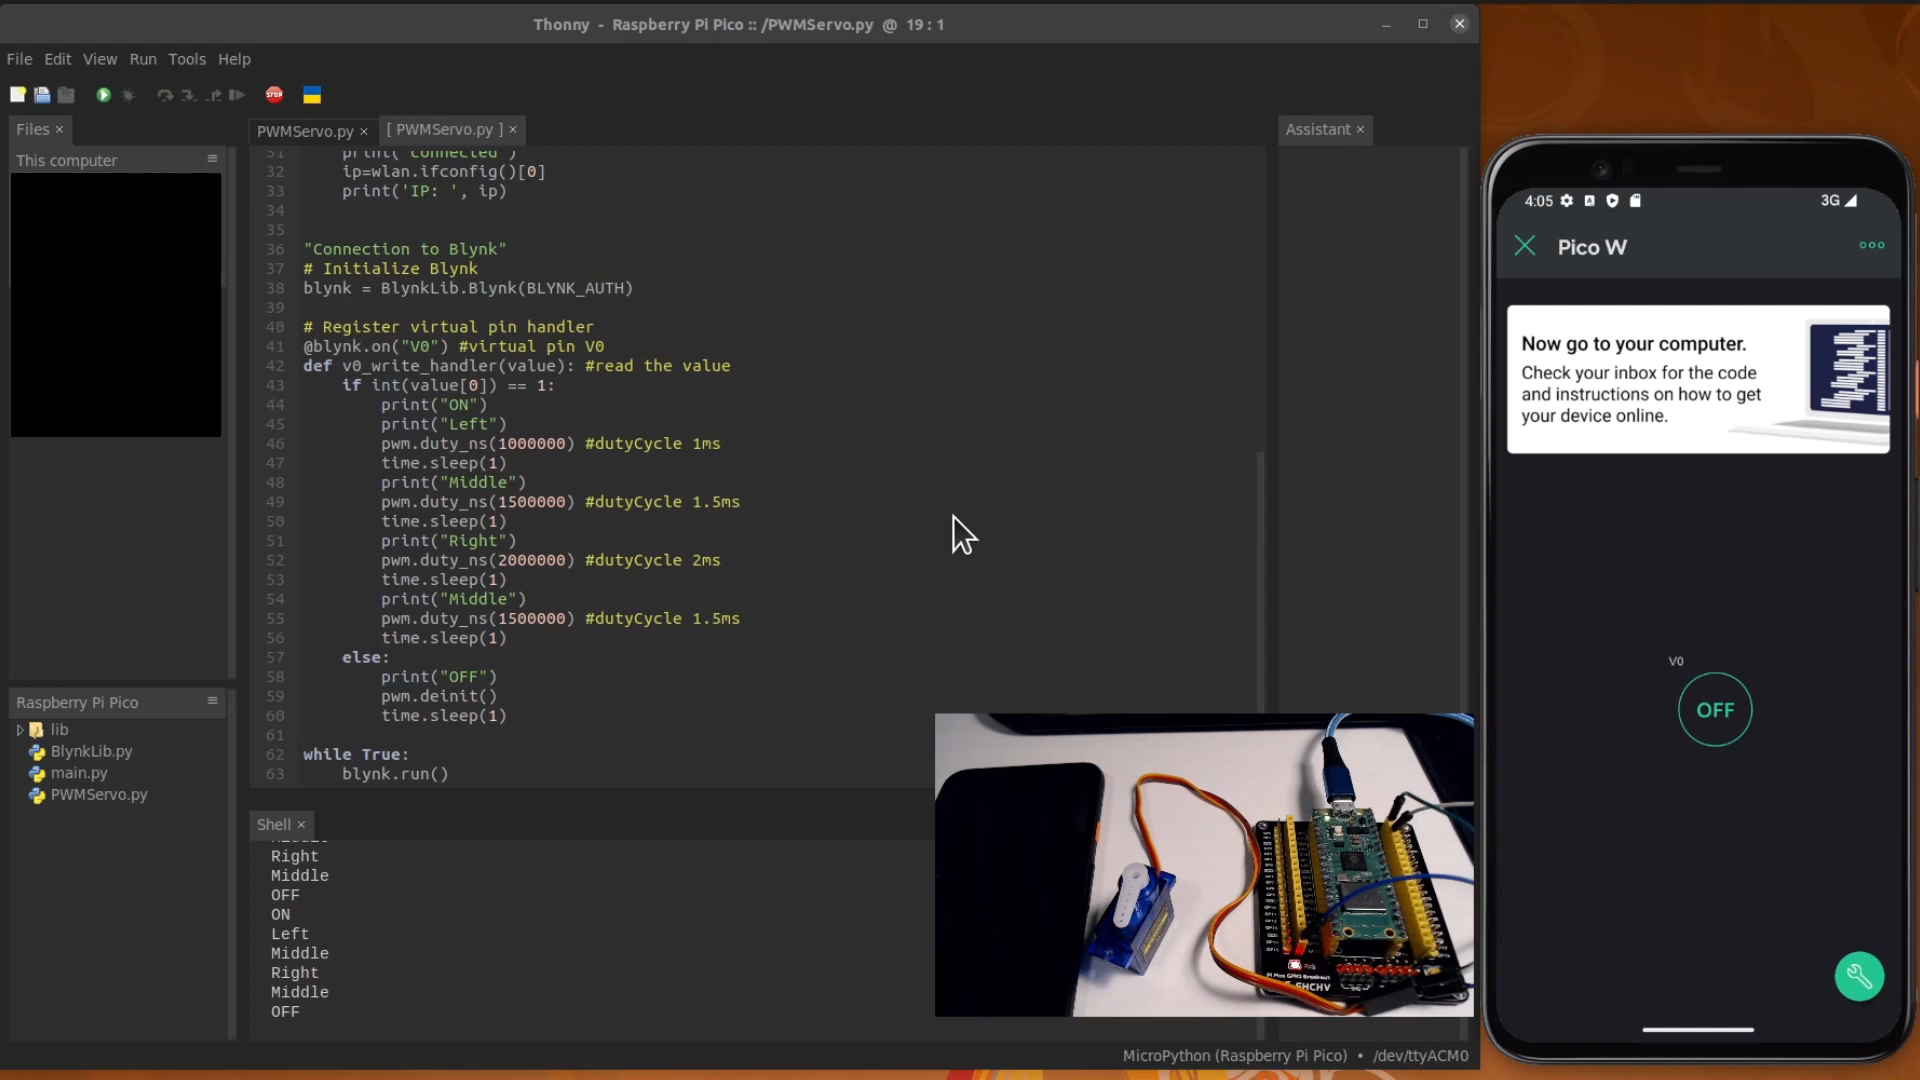 Thonny - Raspberry Pi Pico :: /PWMServo.py @ 19 : 1
File Edit View Run Tools Help
STOP
Files ×
This computer
Raspberry Pi Pico
lib
BlynkLib.py
main.py
PWMServo.py
PWMServo.py × [ PWMServo.py ] ×
31 print('connected')
32 ip=wlan.ifconfig()[0]
33 print('IP: ', ip)
34
35
36 "Connection to Blynk"
37 # Initialize Blynk
38 blynk = BlynkLib.Blynk(BLYNK_AUTH)
39
40 # Register virtual pin handler
41 @blynk.on("V0") #virtual pin V0
42 def v0_write_handler(value): #read the value
43 if int(value[0]) == 1:
44 print("ON")
45 print("Left")
46 pwm.duty_ns(1000000) #dutyCycle 1ms
47 time.sleep(1)
48 print("Middle")
49 pwm.duty_ns(1500000) #dutyCycle 1.5ms
50 time.sleep(1)
51 print("Right")
52 pwm.duty_ns(2000000) #dutyCycle 2ms
53 time.sleep(1)
54 print("Middle")
55 pwm.duty_ns(1500000) #dutyCycle 1.5ms
56 time.sleep(1)
57 else:
58 print("OFF")
59 pwm.deinit()
60 time.sleep(1)
61
62 while True:
63 blynk.run()
Shell ×
Middle
Right
Middle
OFF
ON
Left
Middle
Right
Middle
OFF
MicroPython (Raspberry Pi Pico) • /dev/ttyACM0
Assistant ×
Pi Pico GPIO Breakout
4:05
3G
Pico W
Now go to your computer.
Check your inbox for the code
and instructions on how to get
your device online.
V0
OFF